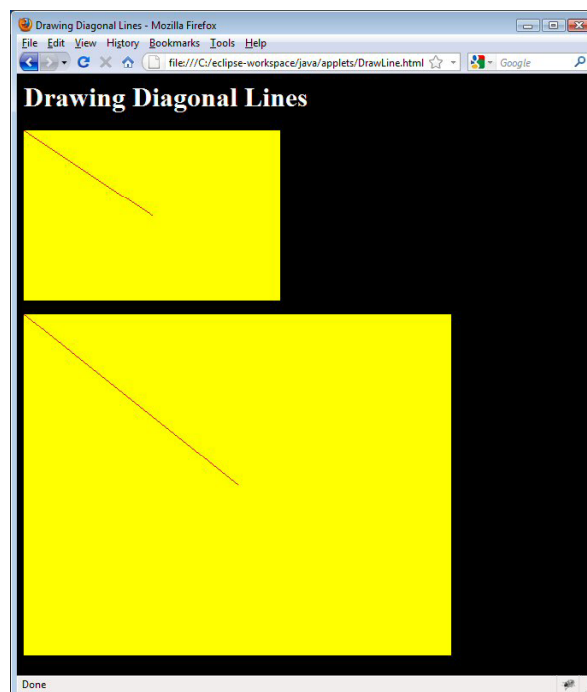 Drawing Diagonal Lines - Mozilla Firefox
File Edit View History Bookmarks Tools Help
file:///C:/eclipse-workspace/java/applets/DrawLine.html Google
Drawing Diagonal Lines
Done